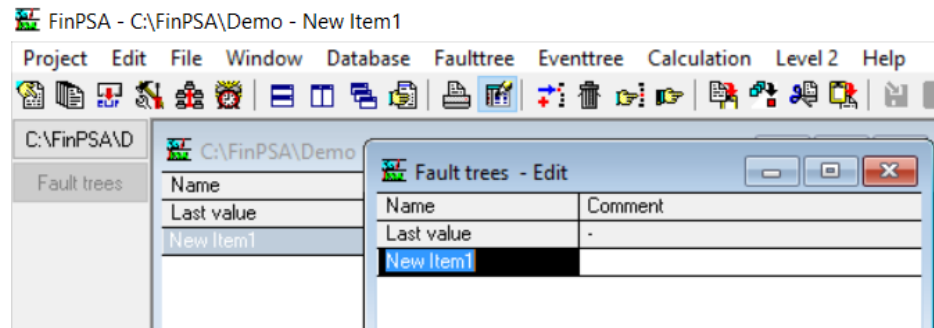 FinPSA - C:\FinPSA\Demo - New Item1
Project Edit File Window Database Faulttree Eventtree Calculation Level 2 Help
C:\FinPSA\D
Fault trees
C:\FinPSA\Demo
Name
Last value
New Item1
Fault trees - Edit
Name Comment
Last value -
New Item1